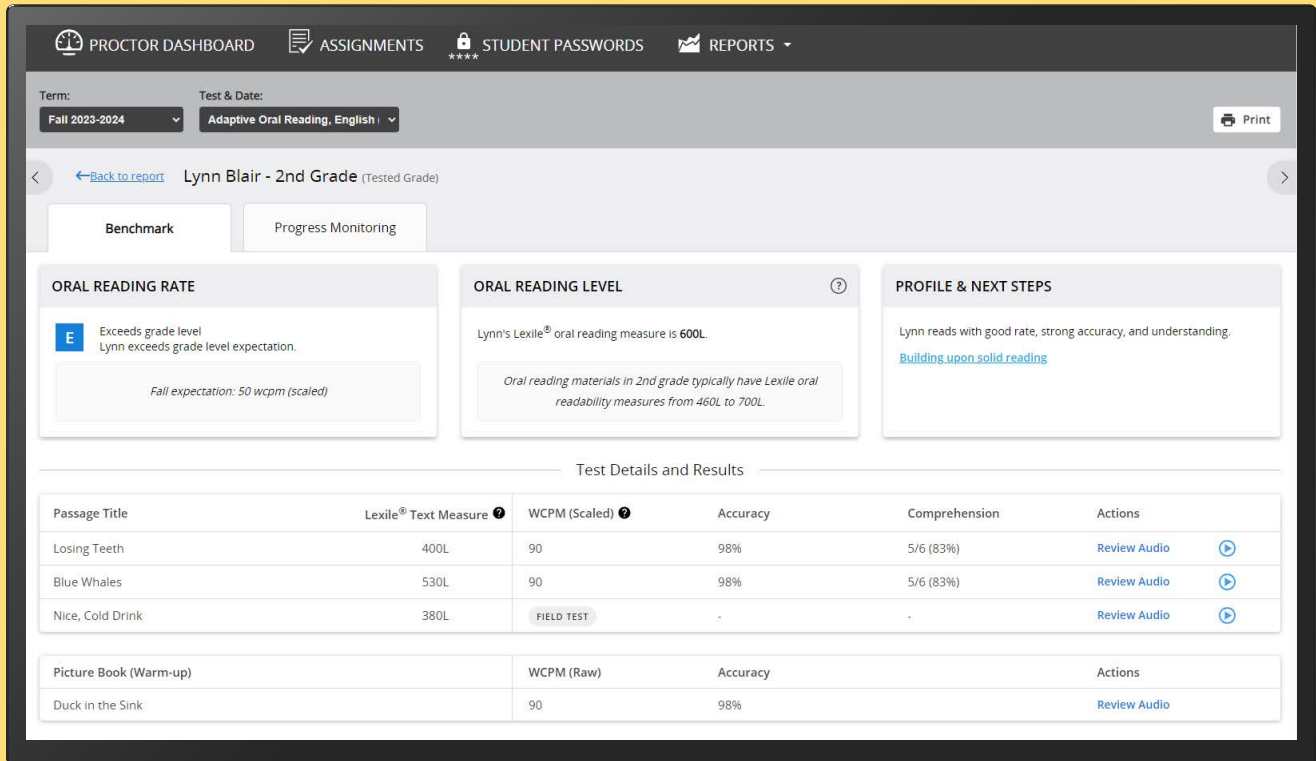 PROCTOR DASHBOARD ASSIGNMENTS **** STUDENT PASSWORDS REPORTS
Term: Test & Date:
Fall 2023-2024 Adaptive Oral Reading, English Print
←Back to report Lynn Blair - 2nd Grade (Tested Grade)
Benchmark Progress Monitoring
ORAL READING RATE
E
Exceeds grade level
Lynn exceeds grade level expectation.
Fall expectation: 50 wcpm (scaled)
ORAL READING LEVEL ?
Lynn's Lexile® oral reading measure is 600L.
Oral reading materials in 2nd grade typically have Lexile oral
readability measures from 460L to 700L.
PROFILE & NEXT STEPS
Lynn reads with good rate, strong accuracy, and understanding.
Building upon solid reading
Test Details and Results
Passage Title Lexile® Text Measure ? WCPM (Scaled) ? Accuracy Comprehension Actions
Losing Teeth 400L 90 98% 5/6 (83%) Review Audio
Blue Whales 530L 90 98% 5/6 (83%) Review Audio
Nice, Cold Drink 380L FIELD TEST - - Review Audio
Picture Book (Warm-up) WCPM (Raw) Accuracy Actions
Duck in the Sink 90 98% Review Audio